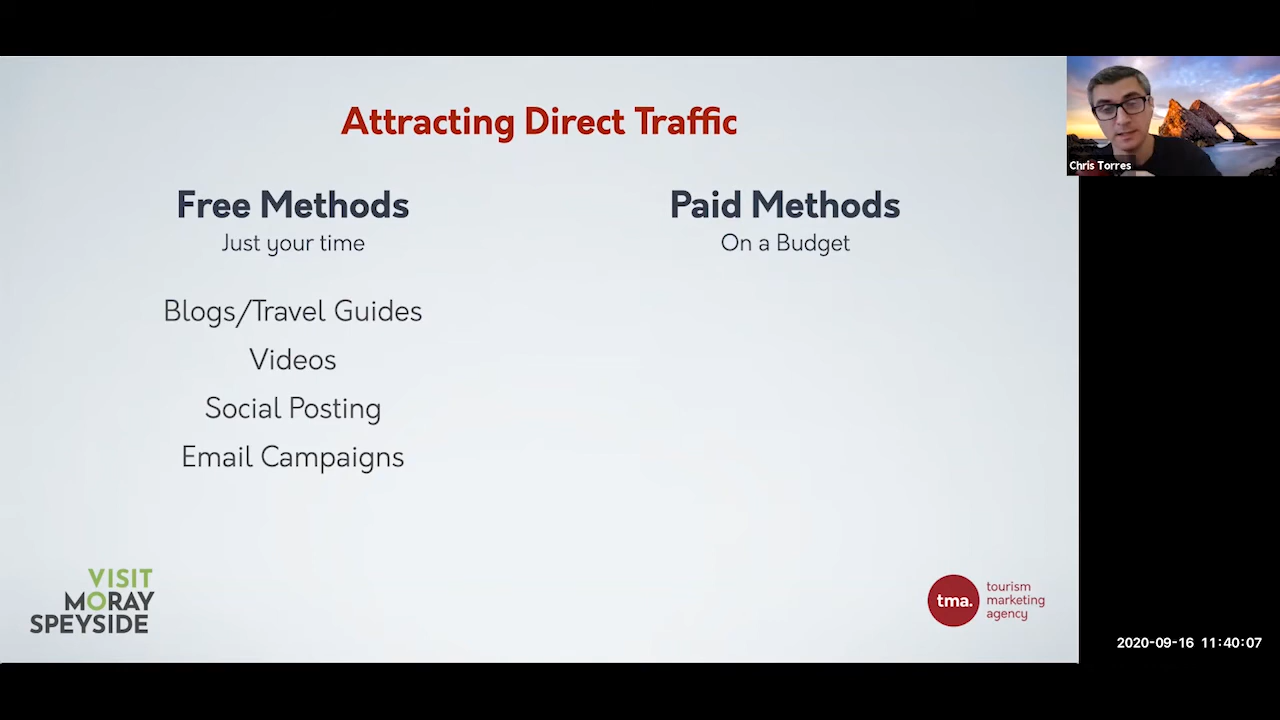 Attracting Direct Traffic
Free Methods
Just your time
Blogs/Travel Guides
Videos
Social Posting
Email Campaigns
Paid Methods
On a Budget
Chris Torres
VISIT
MORAY
SPEYSIDE
tma.
tourism
marketing
agency
2020-09-16 11:40:07